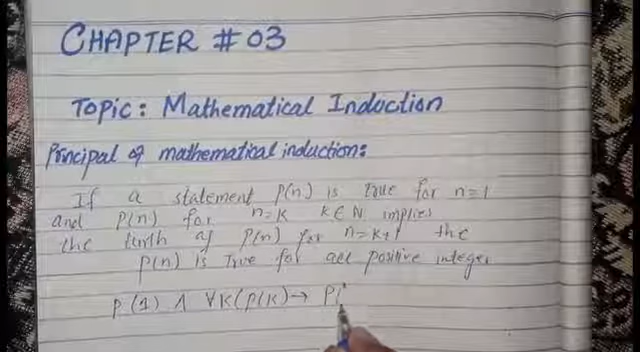 CHAPTER # 03
Topic: Mathematical Induction
Principal of mathematical induction:
If a statement P(n) is true for n=1
and P(n) for n=k k∈N implies
the turth of P(n) for n=k+1 the
P(n) is True for all positive integer
P(1) ∧ ∀k(P(k)→ P(